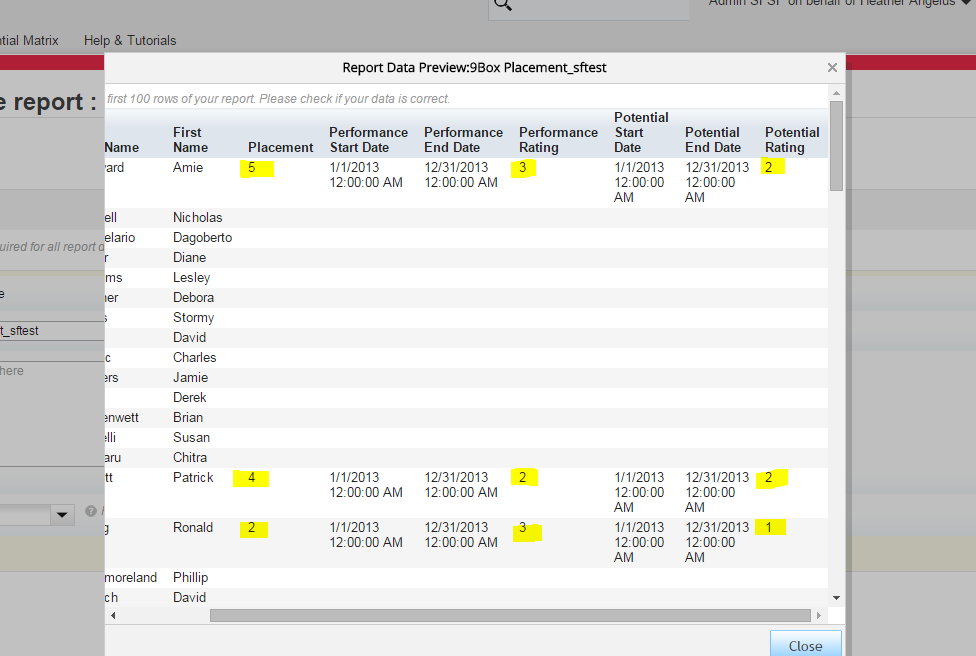 Admin SFSF on behalf of Heather Angelus
ntial Matrix Help & Tutorials
Report Data Preview:9Box Placement_sftest
e report :
first 100 rows of your report. Please check if your data is correct.
Name First Name Placement Performance Start Date Performance End Date Performance Rating Potential Start Date Potential End Date Potential Rating
ard Amie 5 1/1/2013 12:00:00 AM 12/31/2013 12:00:00 AM 3 1/1/2013 12:00:00 AM 12/31/2013 12:00:00 AM 2
ell Nicholas
elario Dagoberto
uired for all report d
r Diane
ms Lesley
e
ner Debora
s Stormy
t_sftest
David
c Charles
here
ers Jamie
Derek
enwett Brian
elli Susan
aru Chitra
tt Patrick 4 1/1/2013 12:00:00 AM 12/31/2013 12:00:00 AM 2 1/1/2013 12:00:00 AM 12/31/2013 12:00:00 AM 2
g Ronald 2 1/1/2013 12:00:00 AM 12/31/2013 12:00:00 AM 3 1/1/2013 12:00:00 AM 12/31/2013 12:00:00 AM 1
moreland Phillip
ch David
Close